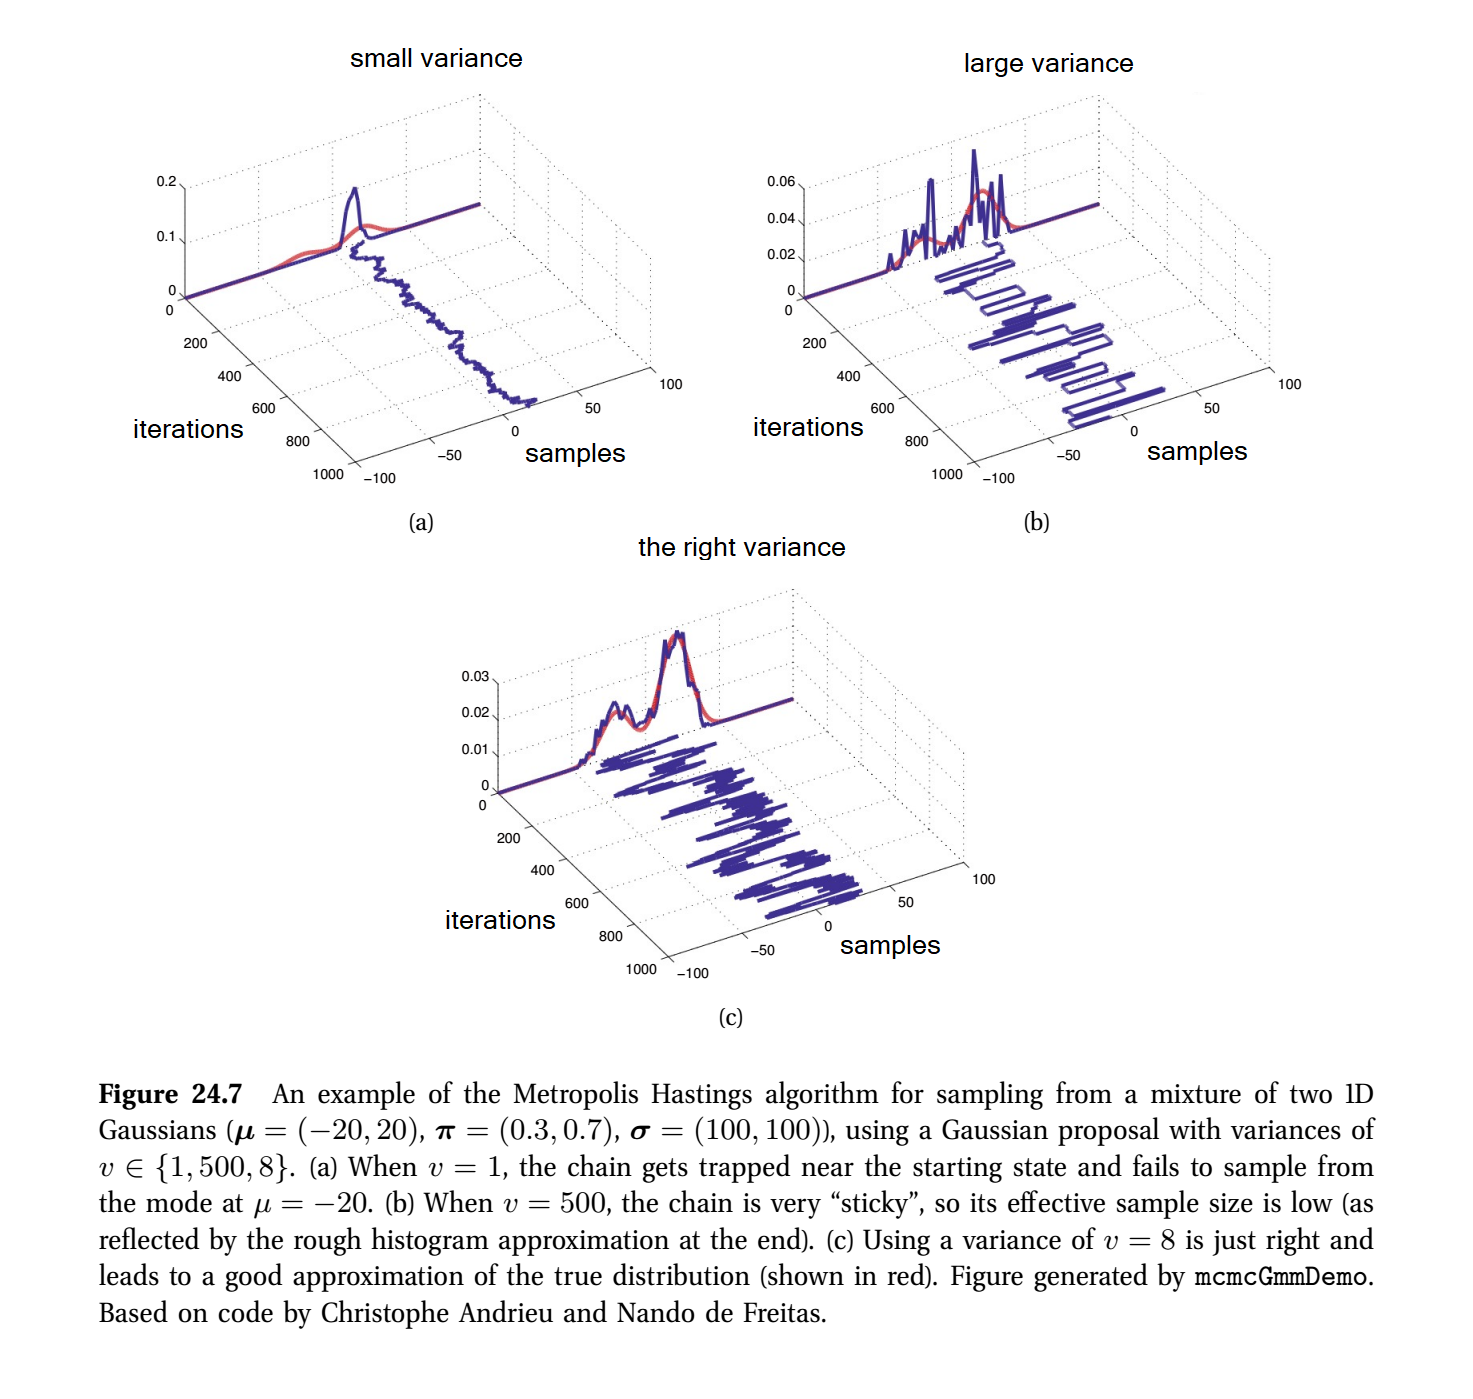 small variance
0.2
0.1
0
0
200
400
600
800
1000
iterations
−100
−50
0
50
100
samples
(a)
large variance
0.06
0.04
0.02
0
0
200
400
600
800
1000
iterations
−100
−50
0
50
100
samples
(b)
the right variance
0.03
0.02
0.01
0
0
200
400
600
800
1000
iterations
−100
−50
0
50
100
samples
(c)
Figure 24.7 An example of the Metropolis Hastings algorithm for sampling from a mixture of two 1D
Gaussians (μ = (−20, 20), π = (0.3, 0.7), σ = (100, 100)), using a Gaussian proposal with variances of
v ∈ {1, 500, 8}. (a) When v = 1, the chain gets trapped near the starting state and fails to sample from
the mode at μ = −20. (b) When v = 500, the chain is very “sticky”, so its effective sample size is low (as
reflected by the rough histogram approximation at the end). (c) Using a variance of v = 8 is just right and
leads to a good approximation of the true distribution (shown in red). Figure generated by mcmcGmmDemo.
Based on code by Christophe Andrieu and Nando de Freitas.